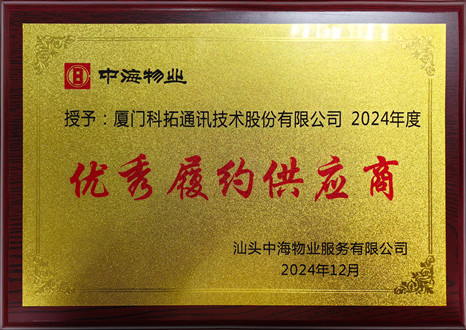 中海物业
授予：厦门科拓通讯技术股份有限公司 2024年度
优秀履约供应商
汕头中海物业服务有限公司
2024年12月